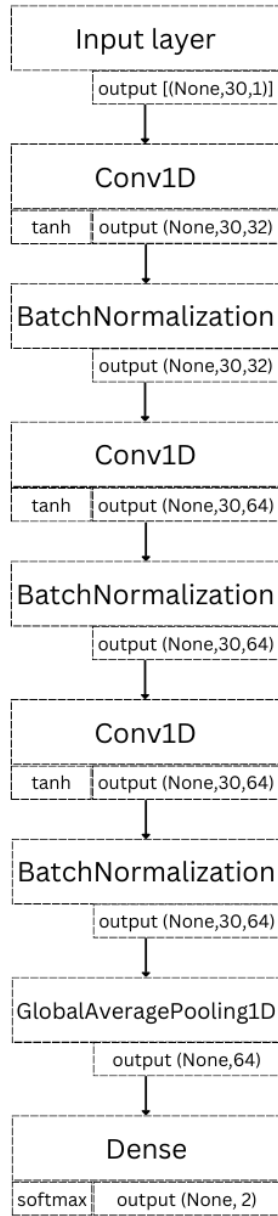 Input layer
output [(None,30,1)]
Conv1D
tanh output (None,30,32)
BatchNormalization
output (None,30,32)
Conv1D
tanh output (None,30,64)
BatchNormalization
output (None,30,64)
Conv1D
tanh output (None,30,64)
BatchNormalization
output (None,30,64)
GlobalAveragePooling1D
output (None,64)
Dense
softmax output (None, 2)